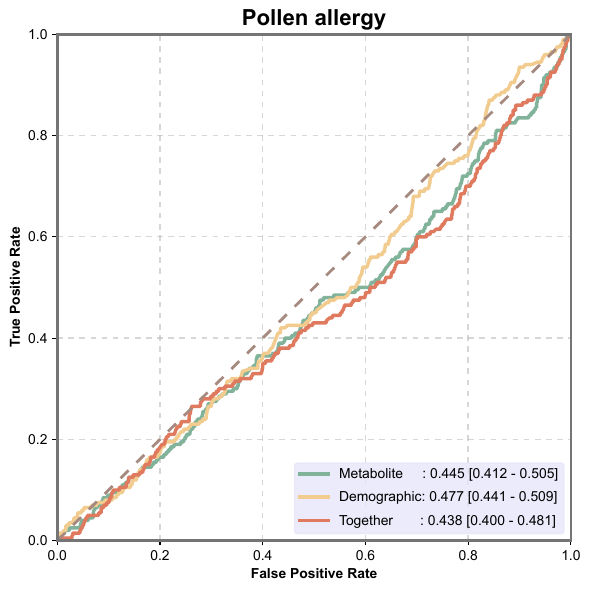 Pollen allergy
True Positive Rate
1.0
0.8
0.6
0.4
0.2
0.0
Metabolite : 0.445 [0.412 - 0.505]
Demographic: 0.477 [0.441 - 0.509]
Together : 0.438 [0.400 - 0.481]
0.0 0.2 0.4 0.6 0.8 1.0
False Positive Rate